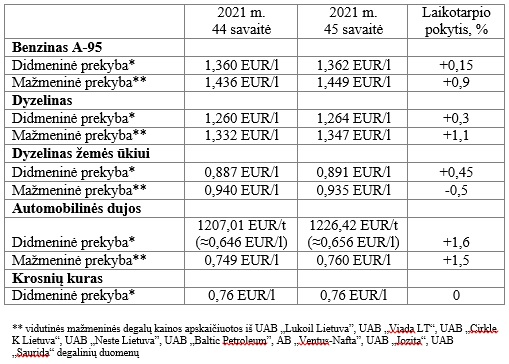 2021 m. 44 savaitė	2021 m. 45 savaitė	Laikotarpio pokytis, %
Benzinas A-95
Didmeninė prekyba*	1,360 EUR/l	1,362 EUR/l	+0,15
Mažmeninė prekyba**	1,436 EUR/l	1,449 EUR/l	+0,9
Dyzelinas
Didmeninė prekyba*	1,260 EUR/l	1,264 EUR/l	+0,3
Mažmeninė prekyba**	1,332 EUR/l	1,347 EUR/l	+1,1
Dyzelinas žemės ūkiui
Didmeninė prekyba*	0,887 EUR/l	0,891 EUR/l	+0,45
Mažmeninė prekyba**	0,940 EUR/l	0,935 EUR/l	-0,5
Automobilinės dujos
Didmeninė prekyba*	1207,01 EUR/t (≈0,646 EUR/l)	1226,42 EUR/t (≈0,656 EUR/l)	+1,6
Mažmeninė prekyba**	0,749 EUR/l	0,760 EUR/l	+1,5
Krosnių kuras
Didmeninė prekyba*	0,76 EUR/l	0,76 EUR/l	0
** vidutinės mažmeninės degalų kainos apskaičiuotos iš UAB „Lukoil Lietuva“, UAB „Viada LT“, UAB „Cirkle
K Lietuva“, UAB „Neste Lietuva“, UAB „Baltic Petroleum“, AB „Ventus-Nafta“, UAB „Jozita“, UAB
„Saurida“ degalinių duomenų